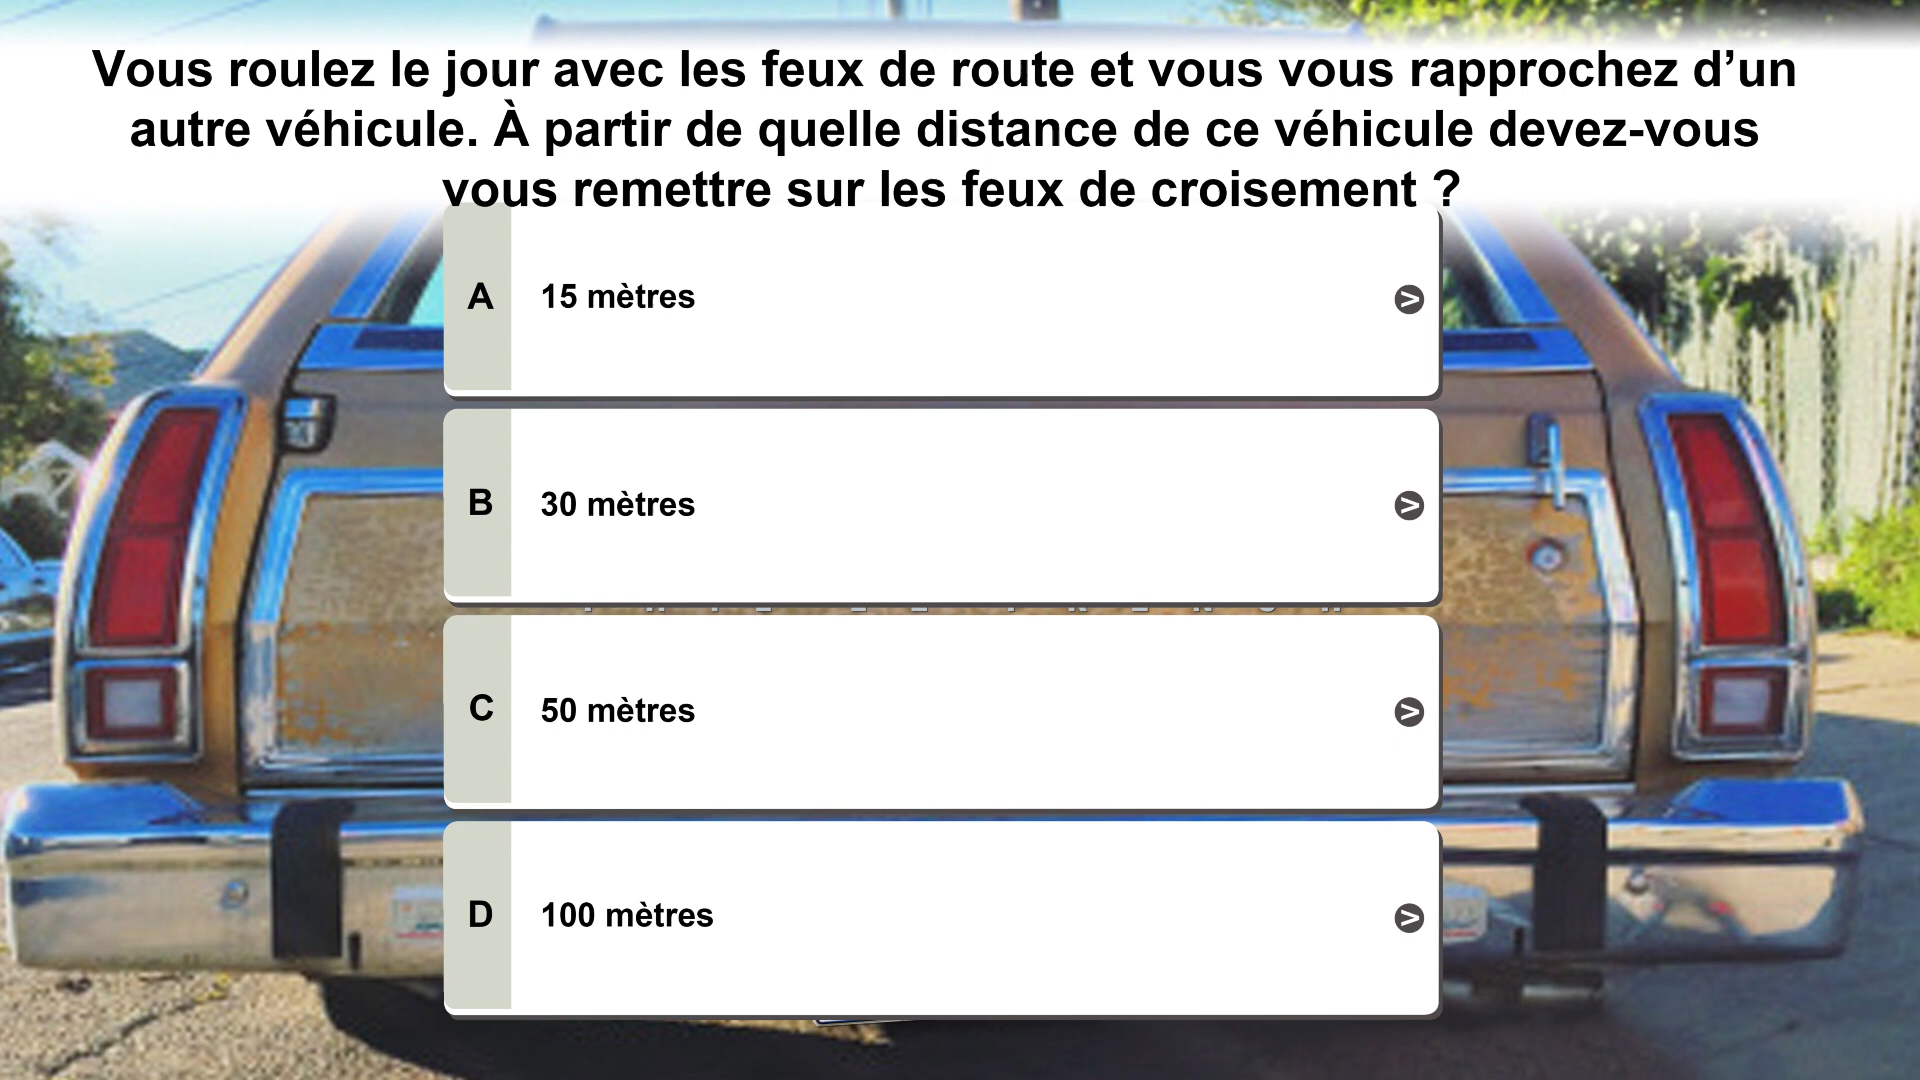 Vous roulez le jour avec les feux de route et vous vous rapprochez d’un
autre véhicule. À partir de quelle distance de ce véhicule devez-vous
vous remettre sur les feux de croisement ?
A 15 mètres
B 30 mètres
C 50 mètres
D 100 mètres